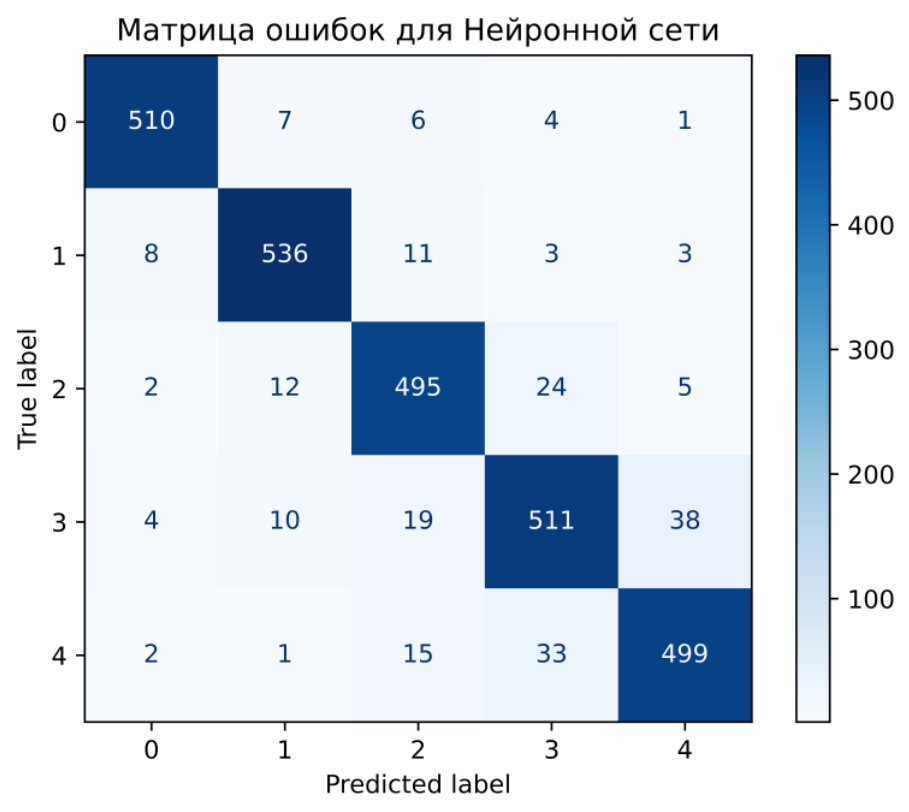 Матрица ошибок для Нейронной сети
0 510 7 6 4 1
1 8 536 11 3 3
2 2 12 495 24 5
3 4 10 19 511 38
4 2 1 15 33 499
0 1 2 3 4
True label
Predicted label
500
400
300
200
100